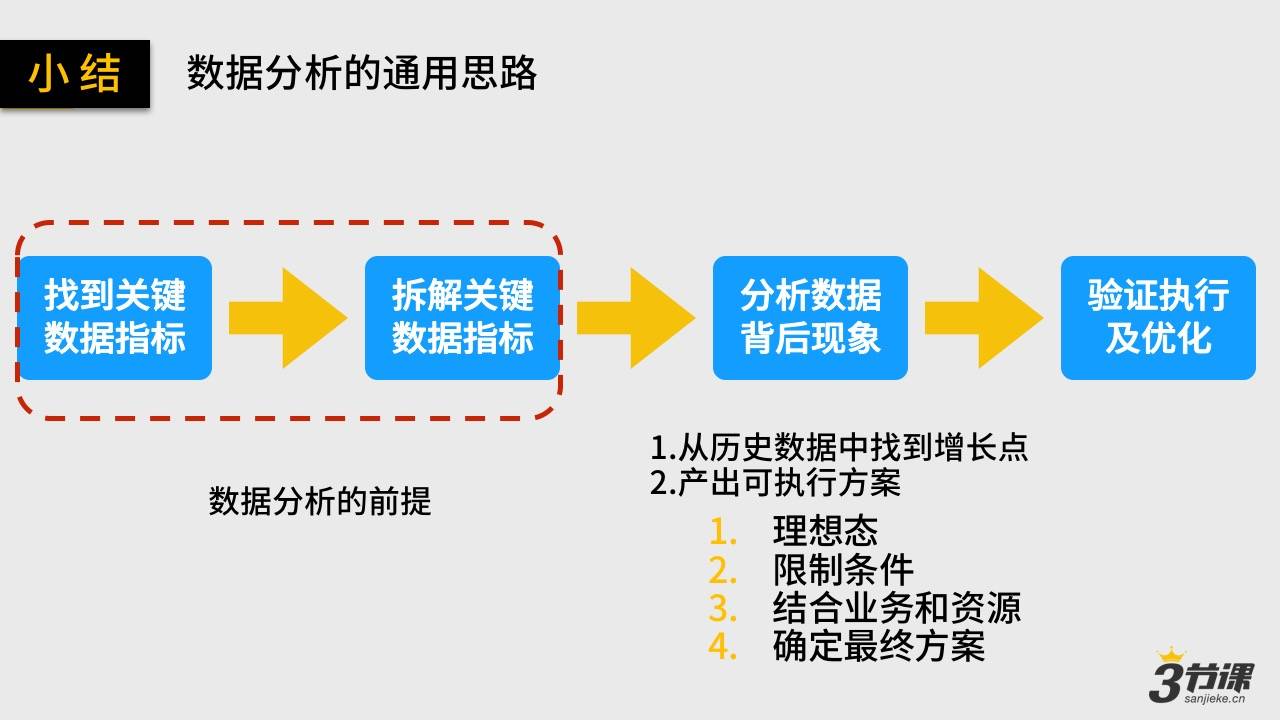 小结
数据分析的通用思路
找到关键
数据指标
拆解关键
数据指标
分析数据
背后现象
验证执行
及优化
数据分析的前提
1.从历史数据中找到增长点
2.产出可执行方案
1. 理想态
2. 限制条件
3. 结合业务和资源
4. 确定最终方案
3节课
sanjieke.cn